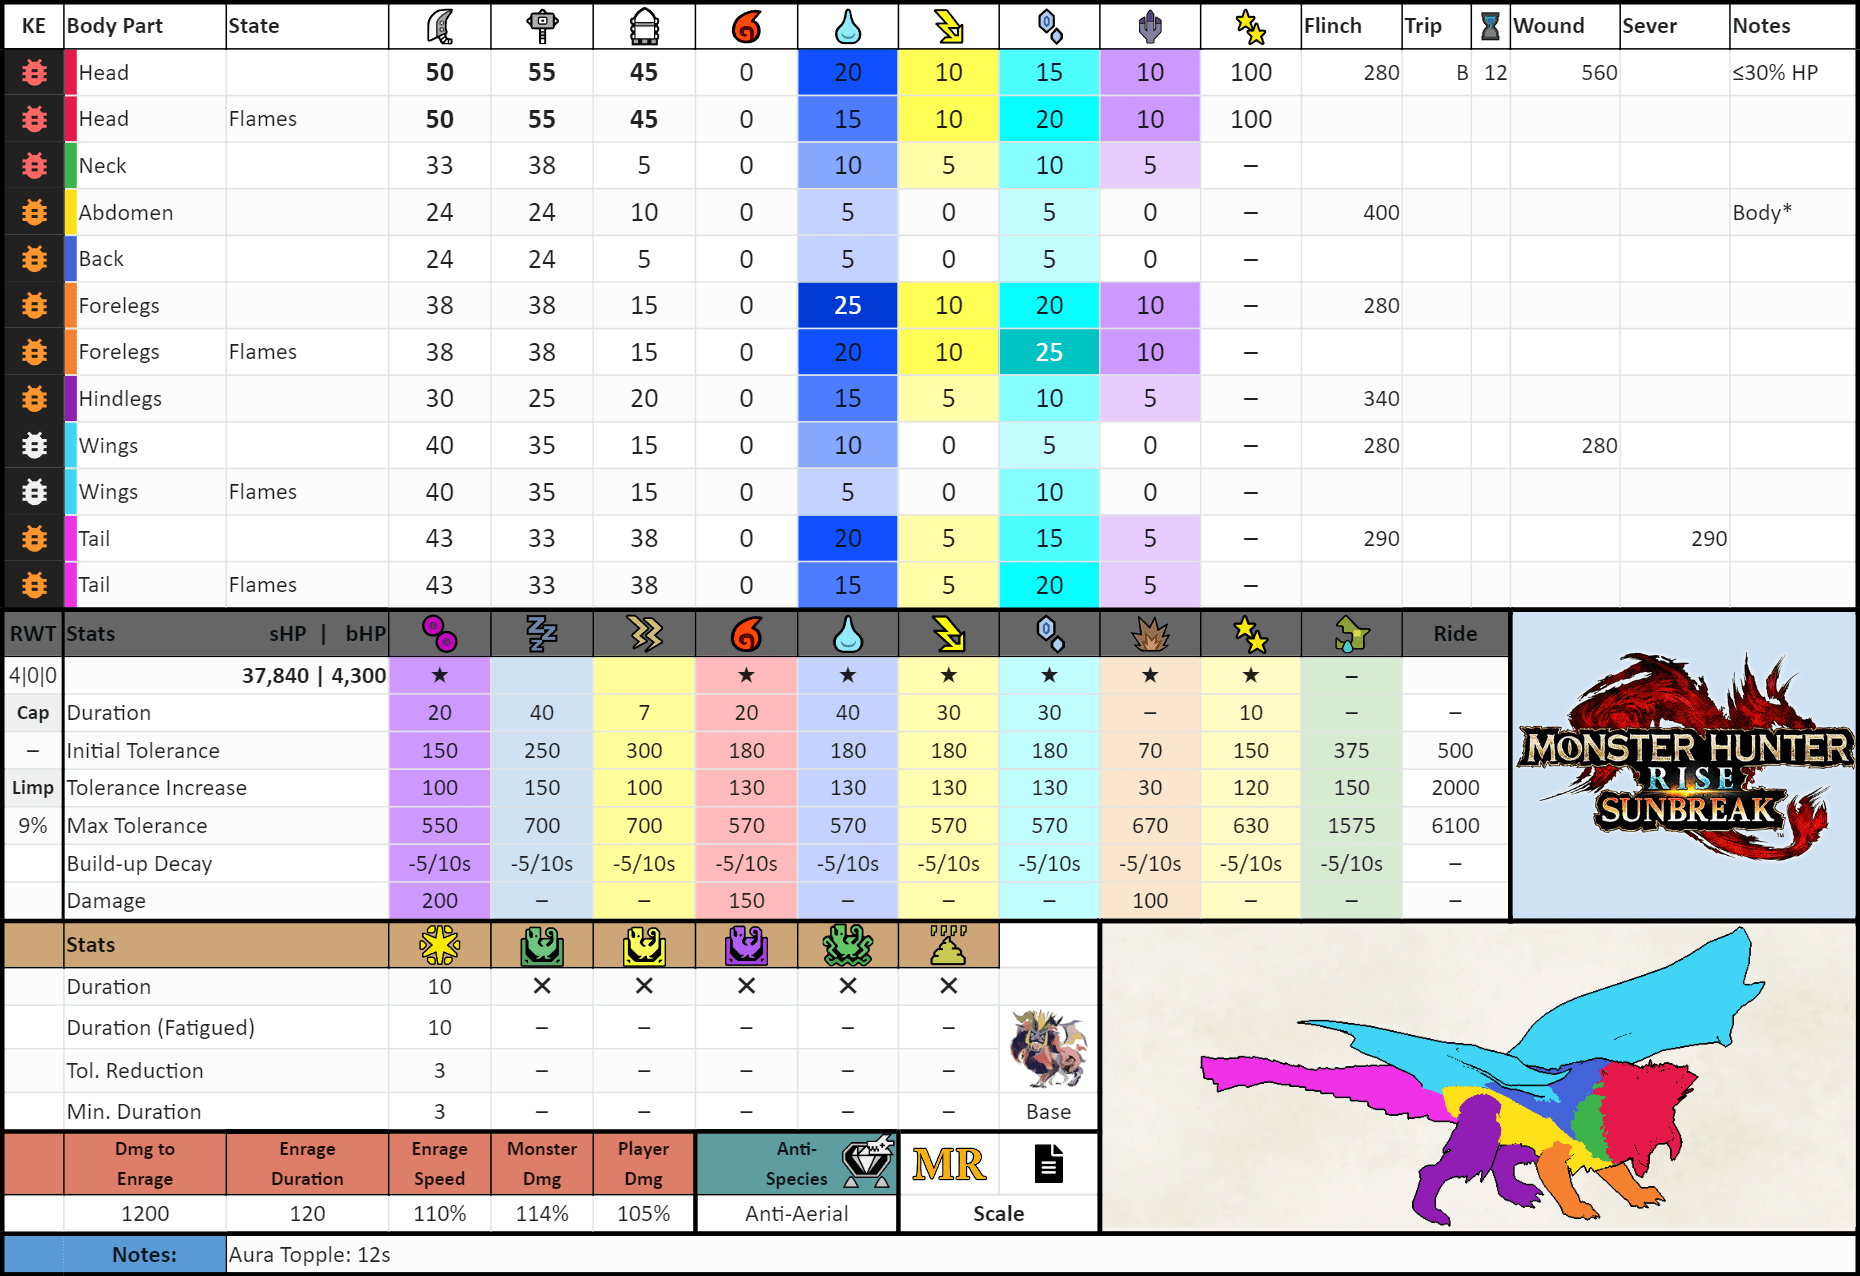 KE Body Part State Flinch Trip Wound Sever Notes
Head 50 55 45 0 20 10 15 10 100 280 B 12 560 ≤30% HP
Head Flames 50 55 45 0 15 10 20 10 100
Neck 33 38 5 0 10 5 10 5 –
Abdomen 24 24 10 0 5 0 5 0 – 400 Body*
Back 24 24 5 0 5 0 5 0
Forelegs 38 38 15 0 25 10 20 10 – 280
Forelegs Flames 38 38 15 0 20 10 25 10 –
Hindlegs 30 25 20 0 15 5 10 5 – 340
Wings 40 35 15 0 10 0 5 0 – 280 280
Wings Flames 40 35 15 0 5 0 10 0 –
Tail 43 33 38 0 20 5 15 5 – 290 290
Tail Flames 43 33 38 0 15 5 20 5 –
RWT Stats sHP | bHP Ride
4|0|0 37,840 | 4,300 ★ ★ ★ ★ ★ ★ ★ –
Cap Duration 20 40 7 20 40 30 30 – 10 – –
– Initial Tolerance 150 250 300 180 180 180 180 70 150 375 500
Limp Tolerance Increase 100 150 100 130 130 130 130 30 120 150 2000
9% Max Tolerance 550 700 700 570 570 570 570 670 630 1575 6100
Build-up Decay -5/10s -5/10s -5/10s -5/10s -5/10s -5/10s -5/10s -5/10s -5/10s -5/10s –
Damage 200 – – 150 – – – 100 – – –
MONSTER HUNTER
RISE
SUNBREAK
Stats
Duration 10 ✕ ✕ ✕ ✕ ✕
Duration (Fatigued) 10 – – – – –
Tol. Reduction 3 – – – – –
Min. Duration 3 – – – – – Base
Dmg to Enrage Enrage Duration Enrage Speed Monster Dmg Player Dmg Anti-Species MR
1200 120 110% 114% 105% Anti-Aerial Scale
Notes: Aura Topple: 12s